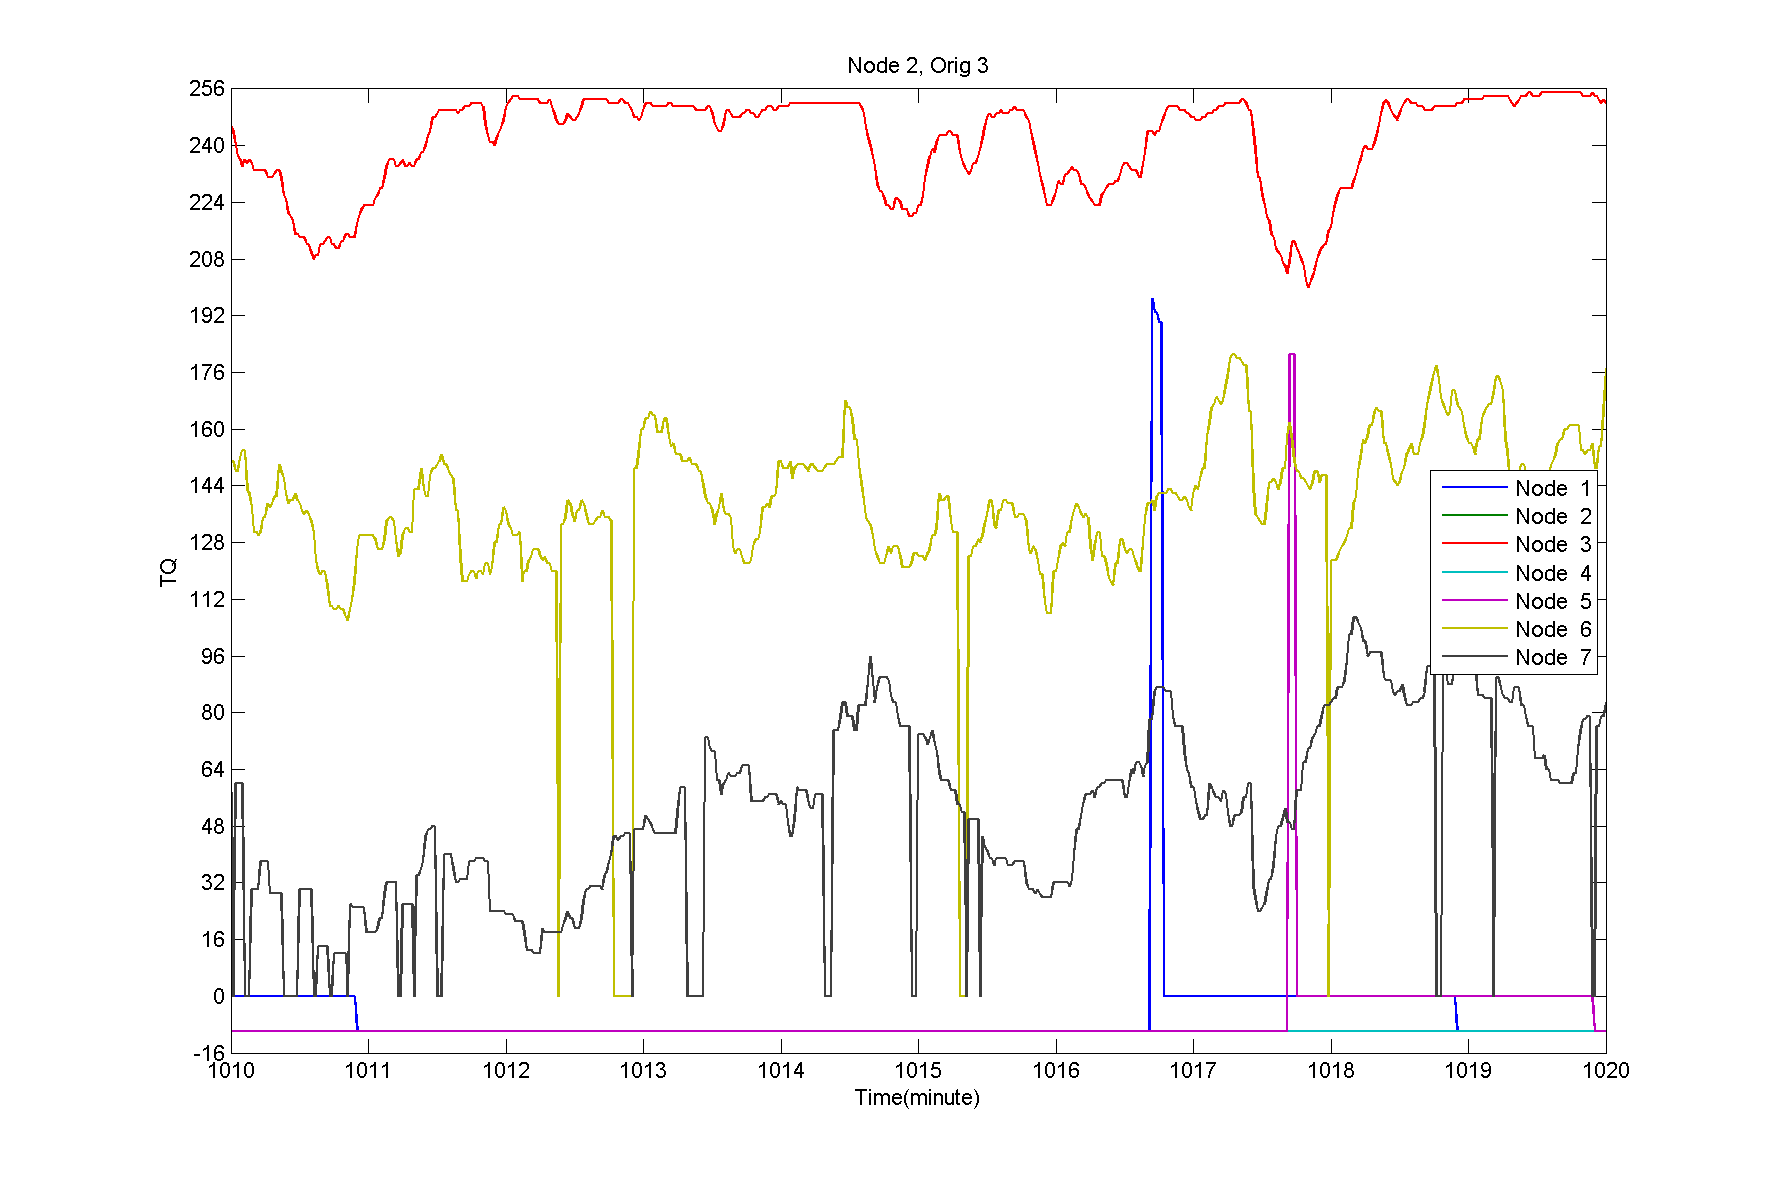 Node 2, Orig 3
256
240
224
208
192
176
160
144
128
112
96
80
64
48
32
16
0
-16
TQ
Node 1
Node 2
Node 3
Node 4
Node 5
Node 6
Node 7
1010 1011 1012 1013 1014 1015 1016 1017 1018 1019 1020
Time(minute)